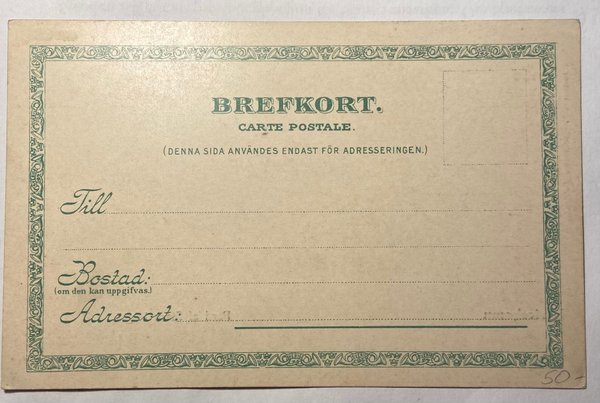 BREFKORT.
CARTE POSTALE.
(DENNA SIDA ANVÄNDES ENDAST FÖR ADRESSERINGEN.)
Till
Bostad:
(om den kan uppgifvas.)
Adressort:
50-